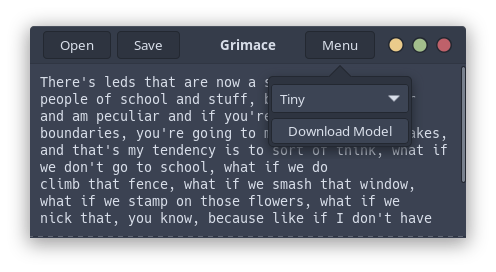 Open Save Grimace Menu
There's leds that are now a s
Tiny
people of school and stuff, r
and am peculiar and if you're
Download Model
boundaries, you're going to m akes,
and that's my tendency is to sort of think, what if
we don't go to school, what if we do
climb that fence, what if we smash that window,
what if we stamp on those flowers, what if we
nick that, you know, because like if I don't have